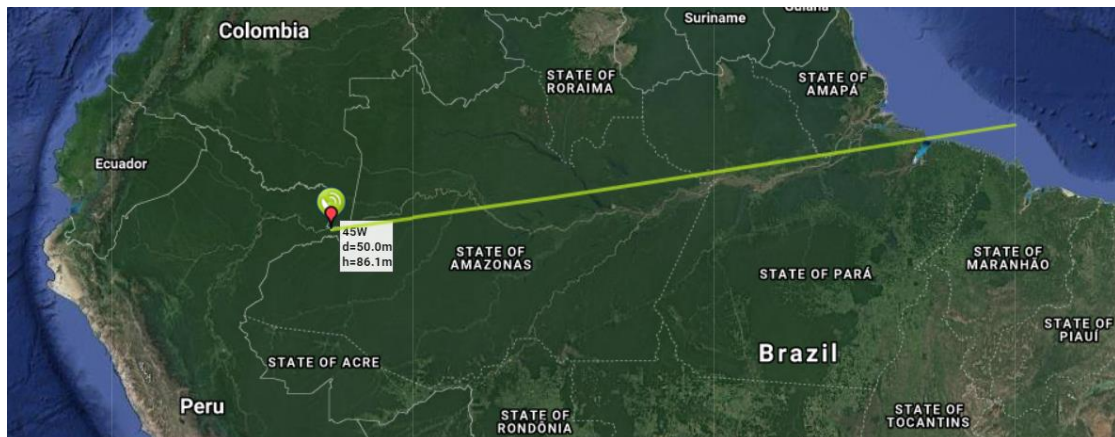 Colombia
Suriname
Guiana
STATE OF
RORAIMA
STATE OF
AMAPÁ
Ecuador
45W
d=50.0m
h=86.1m
STATE OF
AMAZONAS
STATE OF PARÁ
STATE OF
MARANHÃO
STATE OF
PIAUÍ
STATE OF ACRE
Brazil
Peru
STATE OF
RONDÔNIA
STATE OF
TOCANTINS